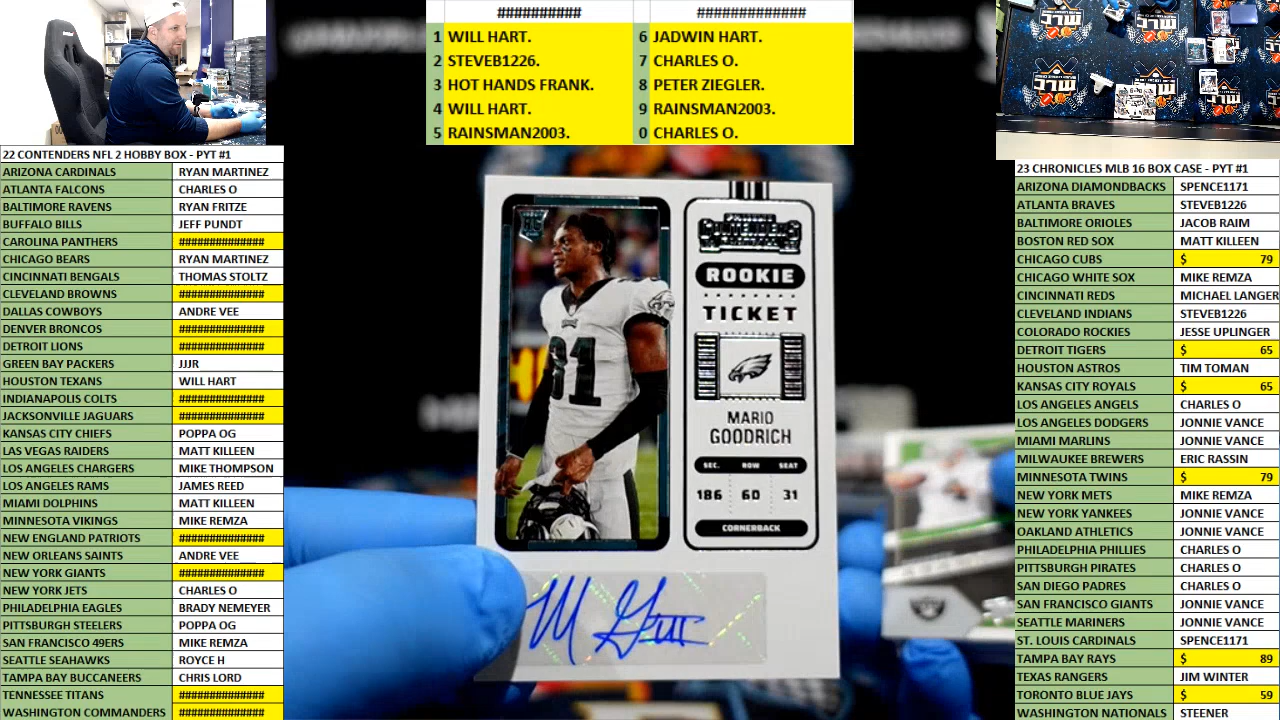 ########## ############
1 WILL HART. 6 JADWIN HART.
2 STEVEB1226. 7 CHARLES O.
3 HOT HANDS FRANK. 8 PETER ZIEGLER.
4 WILL HART. 9 RAINSMAN2003.
5 RAINSMAN2003. 0 CHARLES O.
22 CONTENDERS NFL 2 HOBBY BOX - PYT #1
ARIZONA CARDINALS RYAN MARTINEZ
ATLANTA FALCONS CHARLES O
BALTIMORE RAVENS RYAN FRITZE
BUFFALO BILLS JEFF PUNDT
CAROLINA PANTHERS ##############
CHICAGO BEARS RYAN MARTINEZ
CINCINNATI BENGALS THOMAS STOLTZ
CLEVELAND BROWNS ##############
DALLAS COWBOYS ANDRE VEE
DENVER BRONCOS ##############
DETROIT LIONS ##############
GREEN BAY PACKERS JJJR
HOUSTON TEXANS WILL HART
INDIANAPOLIS COLTS ##############
JACKSONVILLE JAGUARS ##############
KANSAS CITY CHIEFS POPPA OG
LAS VEGAS RAIDERS MATT KILLEEN
LOS ANGELES CHARGERS MIKE THOMPSON
LOS ANGELES RAMS JAMES REED
MIAMI DOLPHINS MATT KILLEEN
MINNESOTA VIKINGS MIKE REMZA
NEW ENGLAND PATRIOTS ##############
NEW ORLEANS SAINTS ANDRE VEE
NEW YORK GIANTS ##############
NEW YORK JETS CHARLES O
PHILADELPHIA EAGLES BRADY NEMEYER
PITTSBURGH STEELERS POPPA OG
SAN FRANCISCO 49ERS MIKE REMZA
SEATTLE SEAHAWKS ROYCE H
TAMPA BAY BUCCANEERS CHRIS LORD
TENNESSEE TITANS ##############
WASHINGTON COMMANDERS ##############
RC
81
PANINI
CONTENDERS
ROOKIE
TICKET
MARIO
GOODRICH
SEC. ROW SEAT
186 60 31
CORNERBACK
23 CHRONICLES MLB 16 BOX CASE - PYT #1
ARIZONA DIAMONDBACKS SPENCE1171
ATLANTA BRAVES STEVEB1226
BALTIMORE ORIOLES JACOB RAIM
BOSTON RED SOX MATT KILLEEN
CHICAGO CUBS $ 79
CHICAGO WHITE SOX MIKE REMZA
CINCINNATI REDS MICHAEL LANGER
CLEVELAND INDIANS STEVEB1226
COLORADO ROCKIES JESSE UPLINGER
DETROIT TIGERS $ 65
HOUSTON ASTROS TIM TOMAN
KANSAS CITY ROYALS $ 65
LOS ANGELES ANGELS CHARLES O
LOS ANGELES DODGERS JONNIE VANCE
MIAMI MARLINS JONNIE VANCE
MILWAUKEE BREWERS ERIC RASSIN
MINNESOTA TWINS $ 79
NEW YORK METS MIKE REMZA
NEW YORK YANKEES JONNIE VANCE
OAKLAND ATHLETICS JONNIE VANCE
PHILADELPHIA PHILLIES CHARLES O
PITTSBURGH PIRATES CHARLES O
SAN DIEGO PADRES CHARLES O
SAN FRANCISCO GIANTS JONNIE VANCE
SEATTLE MARINERS JONNIE VANCE
ST. LOUIS CARDINALS SPENCE1171
TAMPA BAY RAYS $ 89
TEXAS RANGERS JIM WINTER
TORONTO BLUE JAYS $ 59
WASHINGTON NATIONALS STEENER